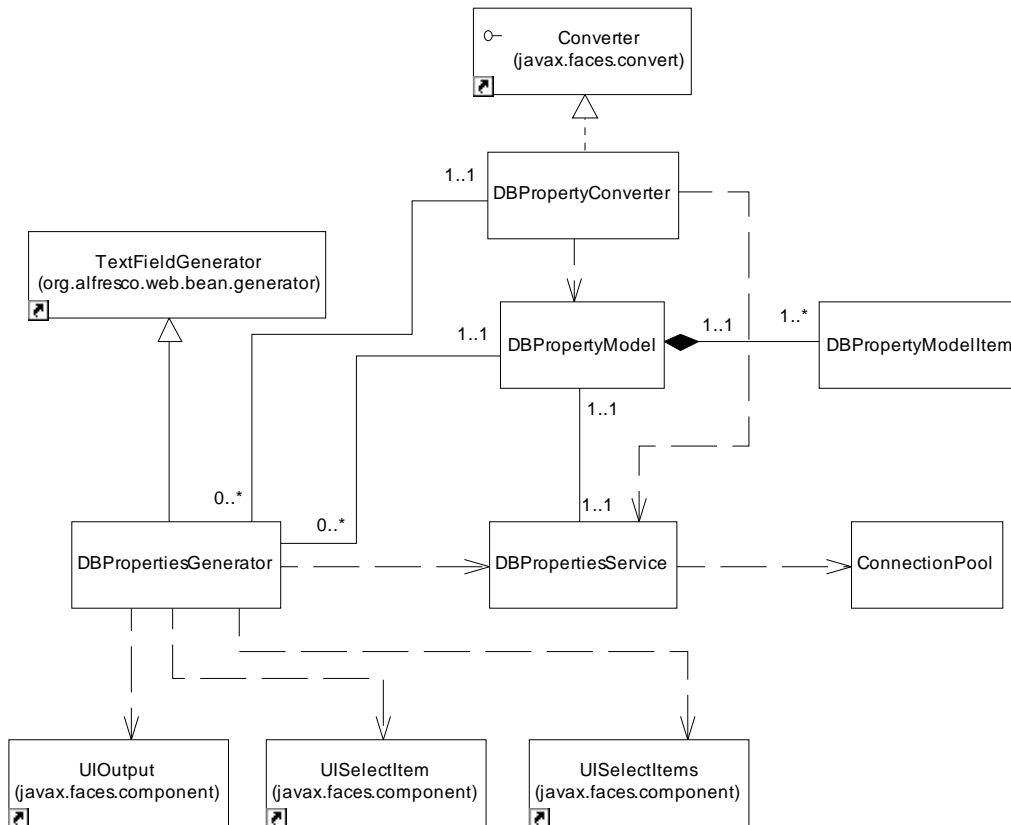 Converter
(javax.faces.convert)
1..1
DBPropertyConverter
TextFieldGenerator
(org.alfresco.web.bean.generator)
1..1
DBPropertyModel
1..1
1..*
DBPropertyModelItem
1..1
0..*
0..*
1..1
DBPropertiesGenerator
DBPropertiesService
ConnectionPool
UIOutput
(javax.faces.component)
UISelectItem
(javax.faces.component)
UISelectItems
(javax.faces.component)